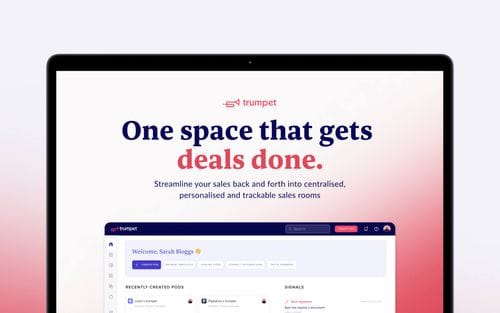 trumpet
One space that gets
deals done.
Streamline your sales back and forth into centralised,
personalised and trackable sales rooms
trumpet
Search
Welcome, Sarah Bloggs 👋
RECENTLY CREATED PODS
SIGNALS